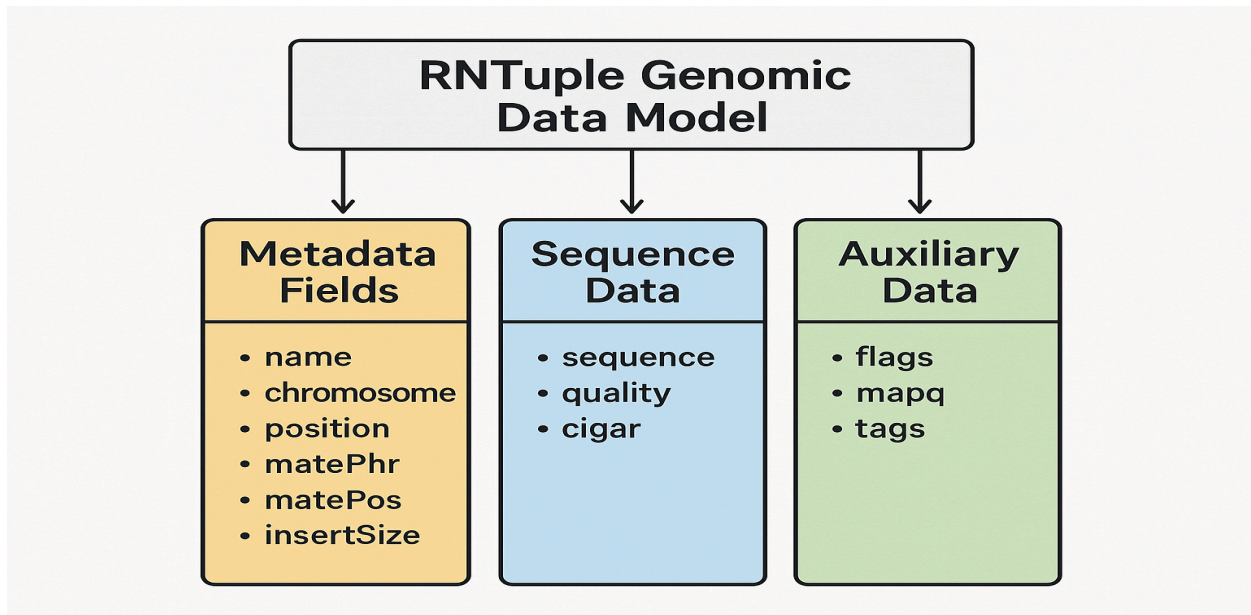 RNTuple Genomic
Data Model
Metadata
Fields
• name
• chromosome
• position
• matePhr
• matePos
• insertSize
Sequence
Data
• sequence
• quality
• cigar
Auxiliary
Data
• flags
• mapq
• tags